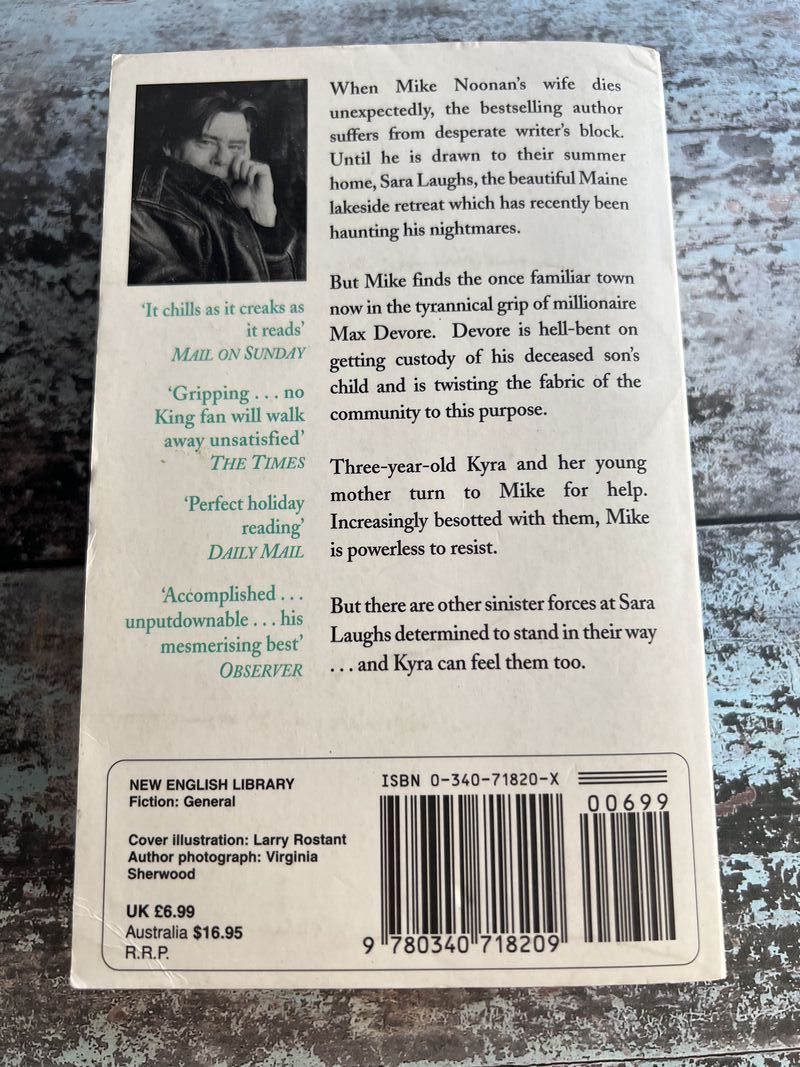 When Mike Noonan's wife dies
unexpectedly, the bestselling author
suffers from desperate writer's block.
Until he is drawn to their summer
home, Sara Laughs, the beautiful Maine
lakeside retreat which has recently been
haunting his nightmares.
But Mike finds the once familiar town
now in the tyrannical grip of millionaire
Max Devore. Devore is hell-bent on
getting custody of his deceased son's
child and is twisting the fabric of the
community to this purpose.
Three-year-old Kyra and her young
mother turn to Mike for help.
Increasingly besotted with them, Mike
is powerless to resist.
But there are other sinister forces at Sara
Laughs determined to stand in their way
. . . and Kyra can feel them too.
'It chills as it creaks as
it reads'
MAIL ON SUNDAY
'Gripping . . . no
King fan will walk
away unsatisfied'
THE TIMES
'Perfect holiday
reading'
DAILY MAIL
'Accomplished . . .
unputdownable . . . his
mesmerising best'
OBSERVER
NEW ENGLISH LIBRARY
Fiction: General
Cover illustration: Larry Rostant
Author photograph: Virginia
Sherwood
UK £6.99
Australia $16.95
R.R.P.
ISBN 0-340-71820-X
00699
9 780340 718209